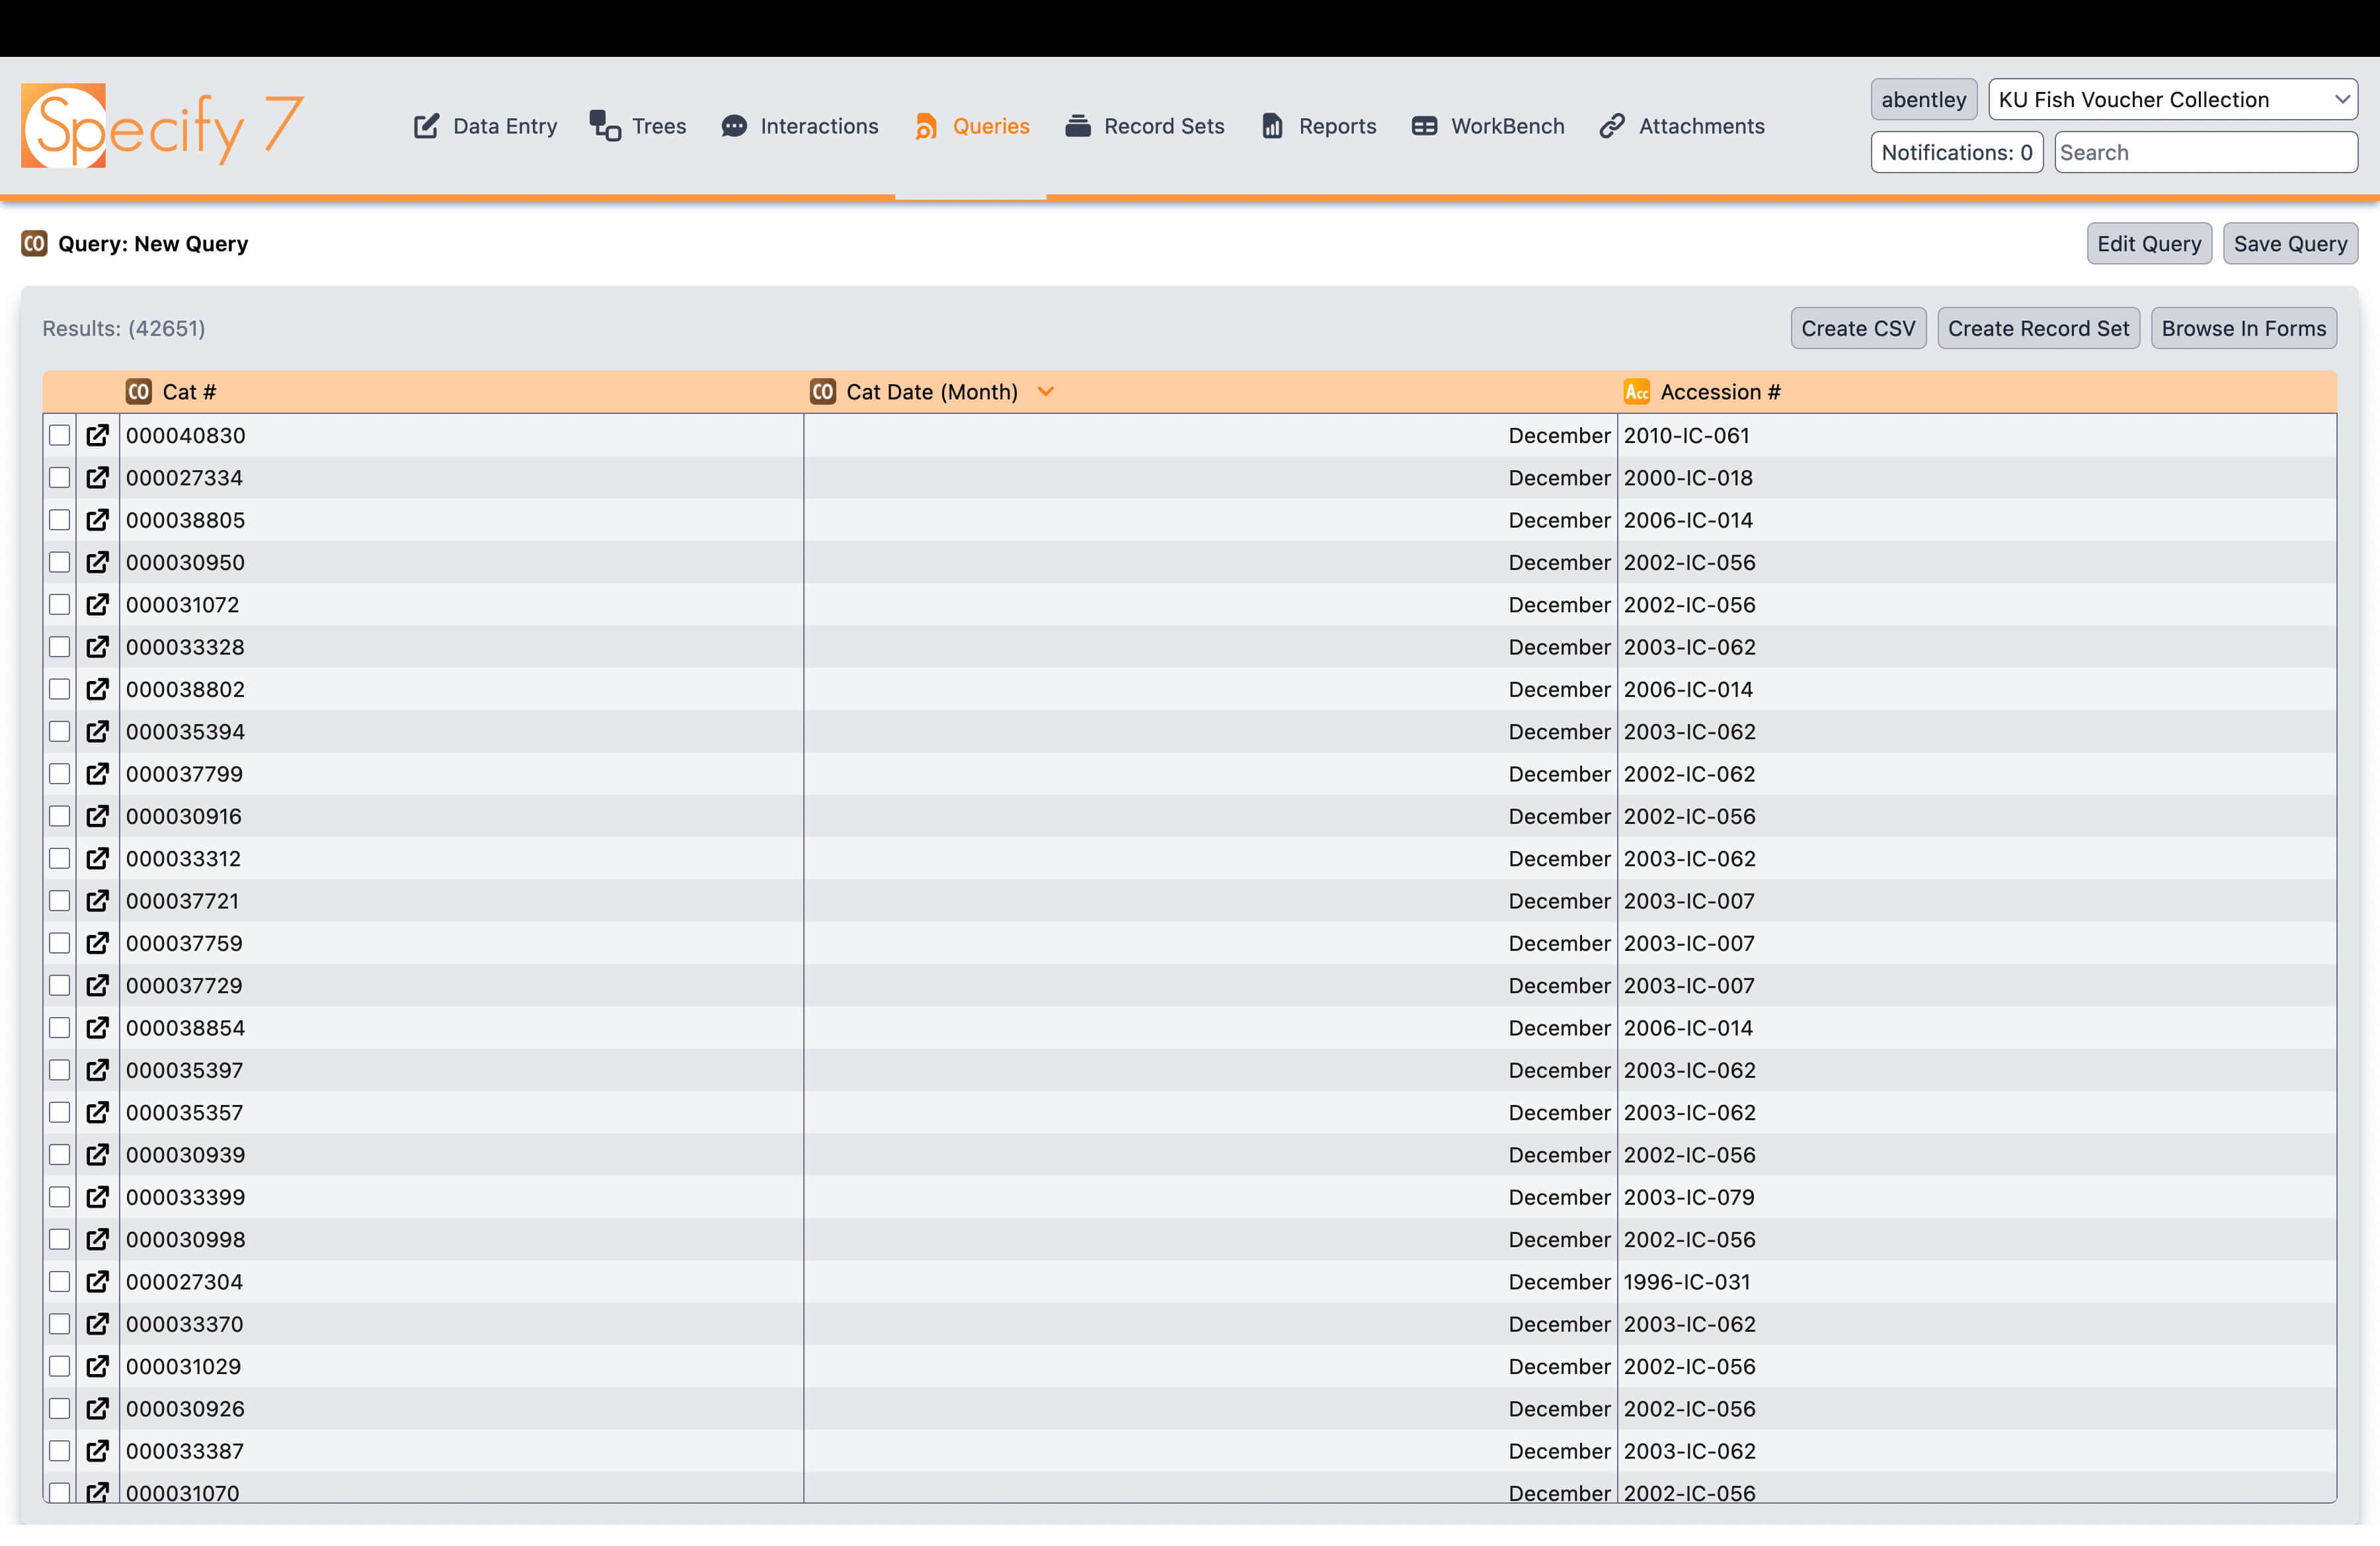 Specify 7
Data Entry Trees Interactions Queries Record Sets Reports WorkBench Attachments
abentley KU Fish Voucher Collection
Notifications: 0 Search
CO Query: New Query Edit Query Save Query
Results: (42651) Create CSV Create Record Set Browse In Forms
CO Cat # CO Cat Date (Month) Acc Accession #
000040830 December 2010-IC-061
000027334 December 2000-IC-018
000038805 December 2006-IC-014
000030950 December 2002-IC-056
000031072 December 2002-IC-056
000033328 December 2003-IC-062
000038802 December 2006-IC-014
000035394 December 2003-IC-062
000037799 December 2002-IC-062
000030916 December 2002-IC-056
000033312 December 2003-IC-062
000037721 December 2003-IC-007
000037759 December 2003-IC-007
000037729 December 2003-IC-007
000038854 December 2006-IC-014
000035397 December 2003-IC-062
000035357 December 2003-IC-062
000030939 December 2002-IC-056
000033399 December 2003-IC-079
000030998 December 2002-IC-056
000027304 December 1996-IC-031
000033370 December 2003-IC-062
000031029 December 2002-IC-056
000030926 December 2002-IC-056
000033387 December 2003-IC-062
000031070 December 2002-IC-056